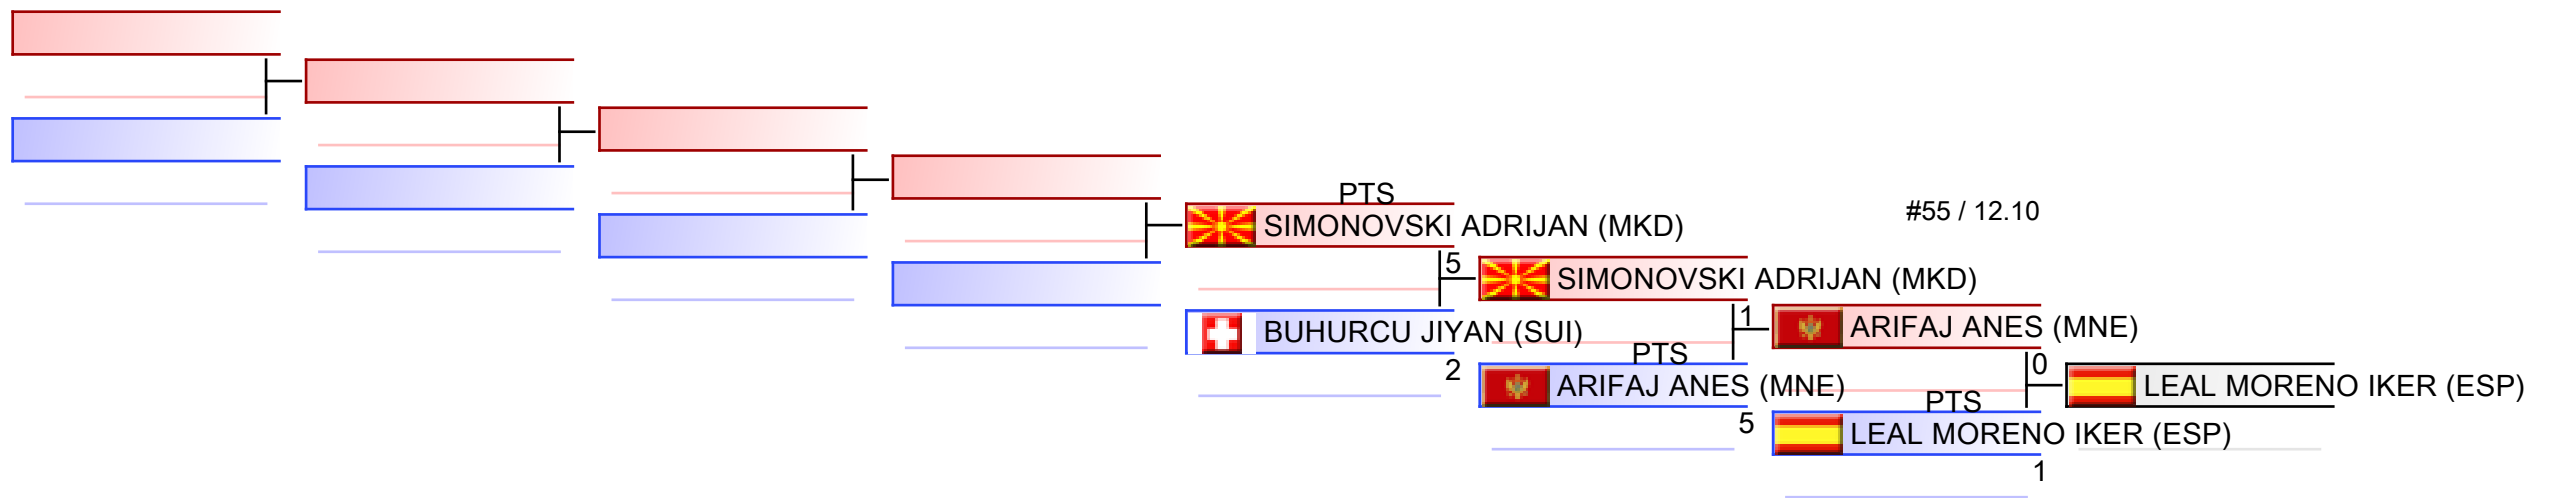 PTS
SIMONOVSKI ADRIJAN (MKD)
#55 / 12.10
5
SIMONOVSKI ADRIJAN (MKD)
BUHURCU JIYAN (SUI)
2
1
ARIFAJ ANES (MNE)
PTS
ARIFAJ ANES (MNE)
5
0
LEAL MORENO IKER (ESP)
PTS
LEAL MORENO IKER (ESP)
1